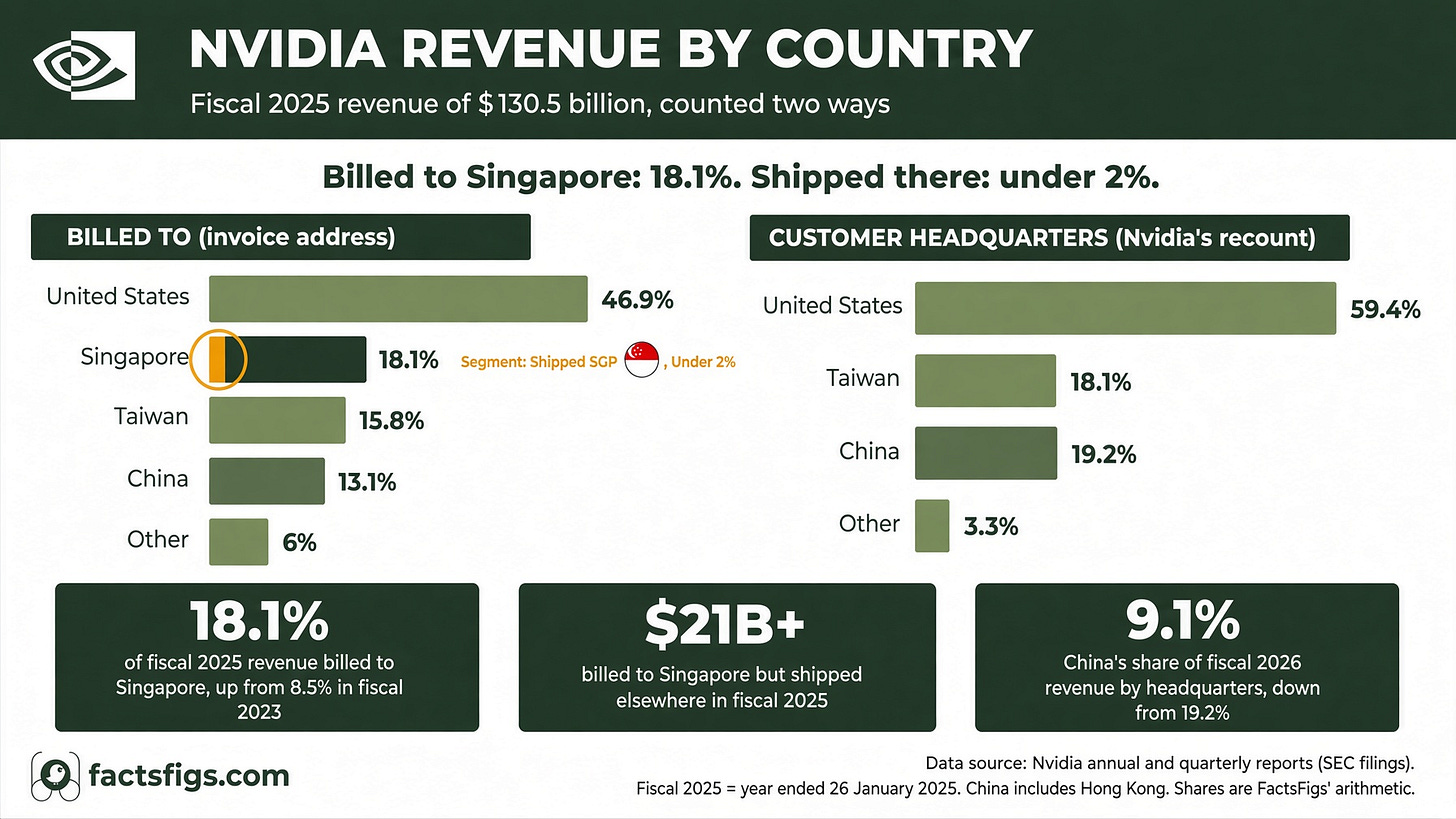 NVIDIA REVENUE BY COUNTRY
Fiscal 2025 revenue of $130.5 billion, counted two ways
Billed to Singapore: 18.1%. Shipped there: under 2%.
BILLED TO (invoice address)
United States 46.9%
Singapore 18.1% Segment: Shipped SGP , Under 2%
Taiwan 15.8%
China 13.1%
Other 6%
CUSTOMER HEADQUARTERS (Nvidia's recount)
United States 59.4%
Taiwan 18.1%
China 19.2%
Other 3.3%
18.1%
of fiscal 2025 revenue billed to
Singapore, up from 8.5% in fiscal
2023
$21B+
billed to Singapore but shipped
elsewhere in fiscal 2025
9.1%
China's share of fiscal 2026
revenue by headquarters, down
from 19.2%
factsfigs.com
Data source: Nvidia annual and quarterly reports (SEC filings).
Fiscal 2025 = year ended 26 January 2025. China includes Hong Kong. Shares are FactsFigs' arithmetic.